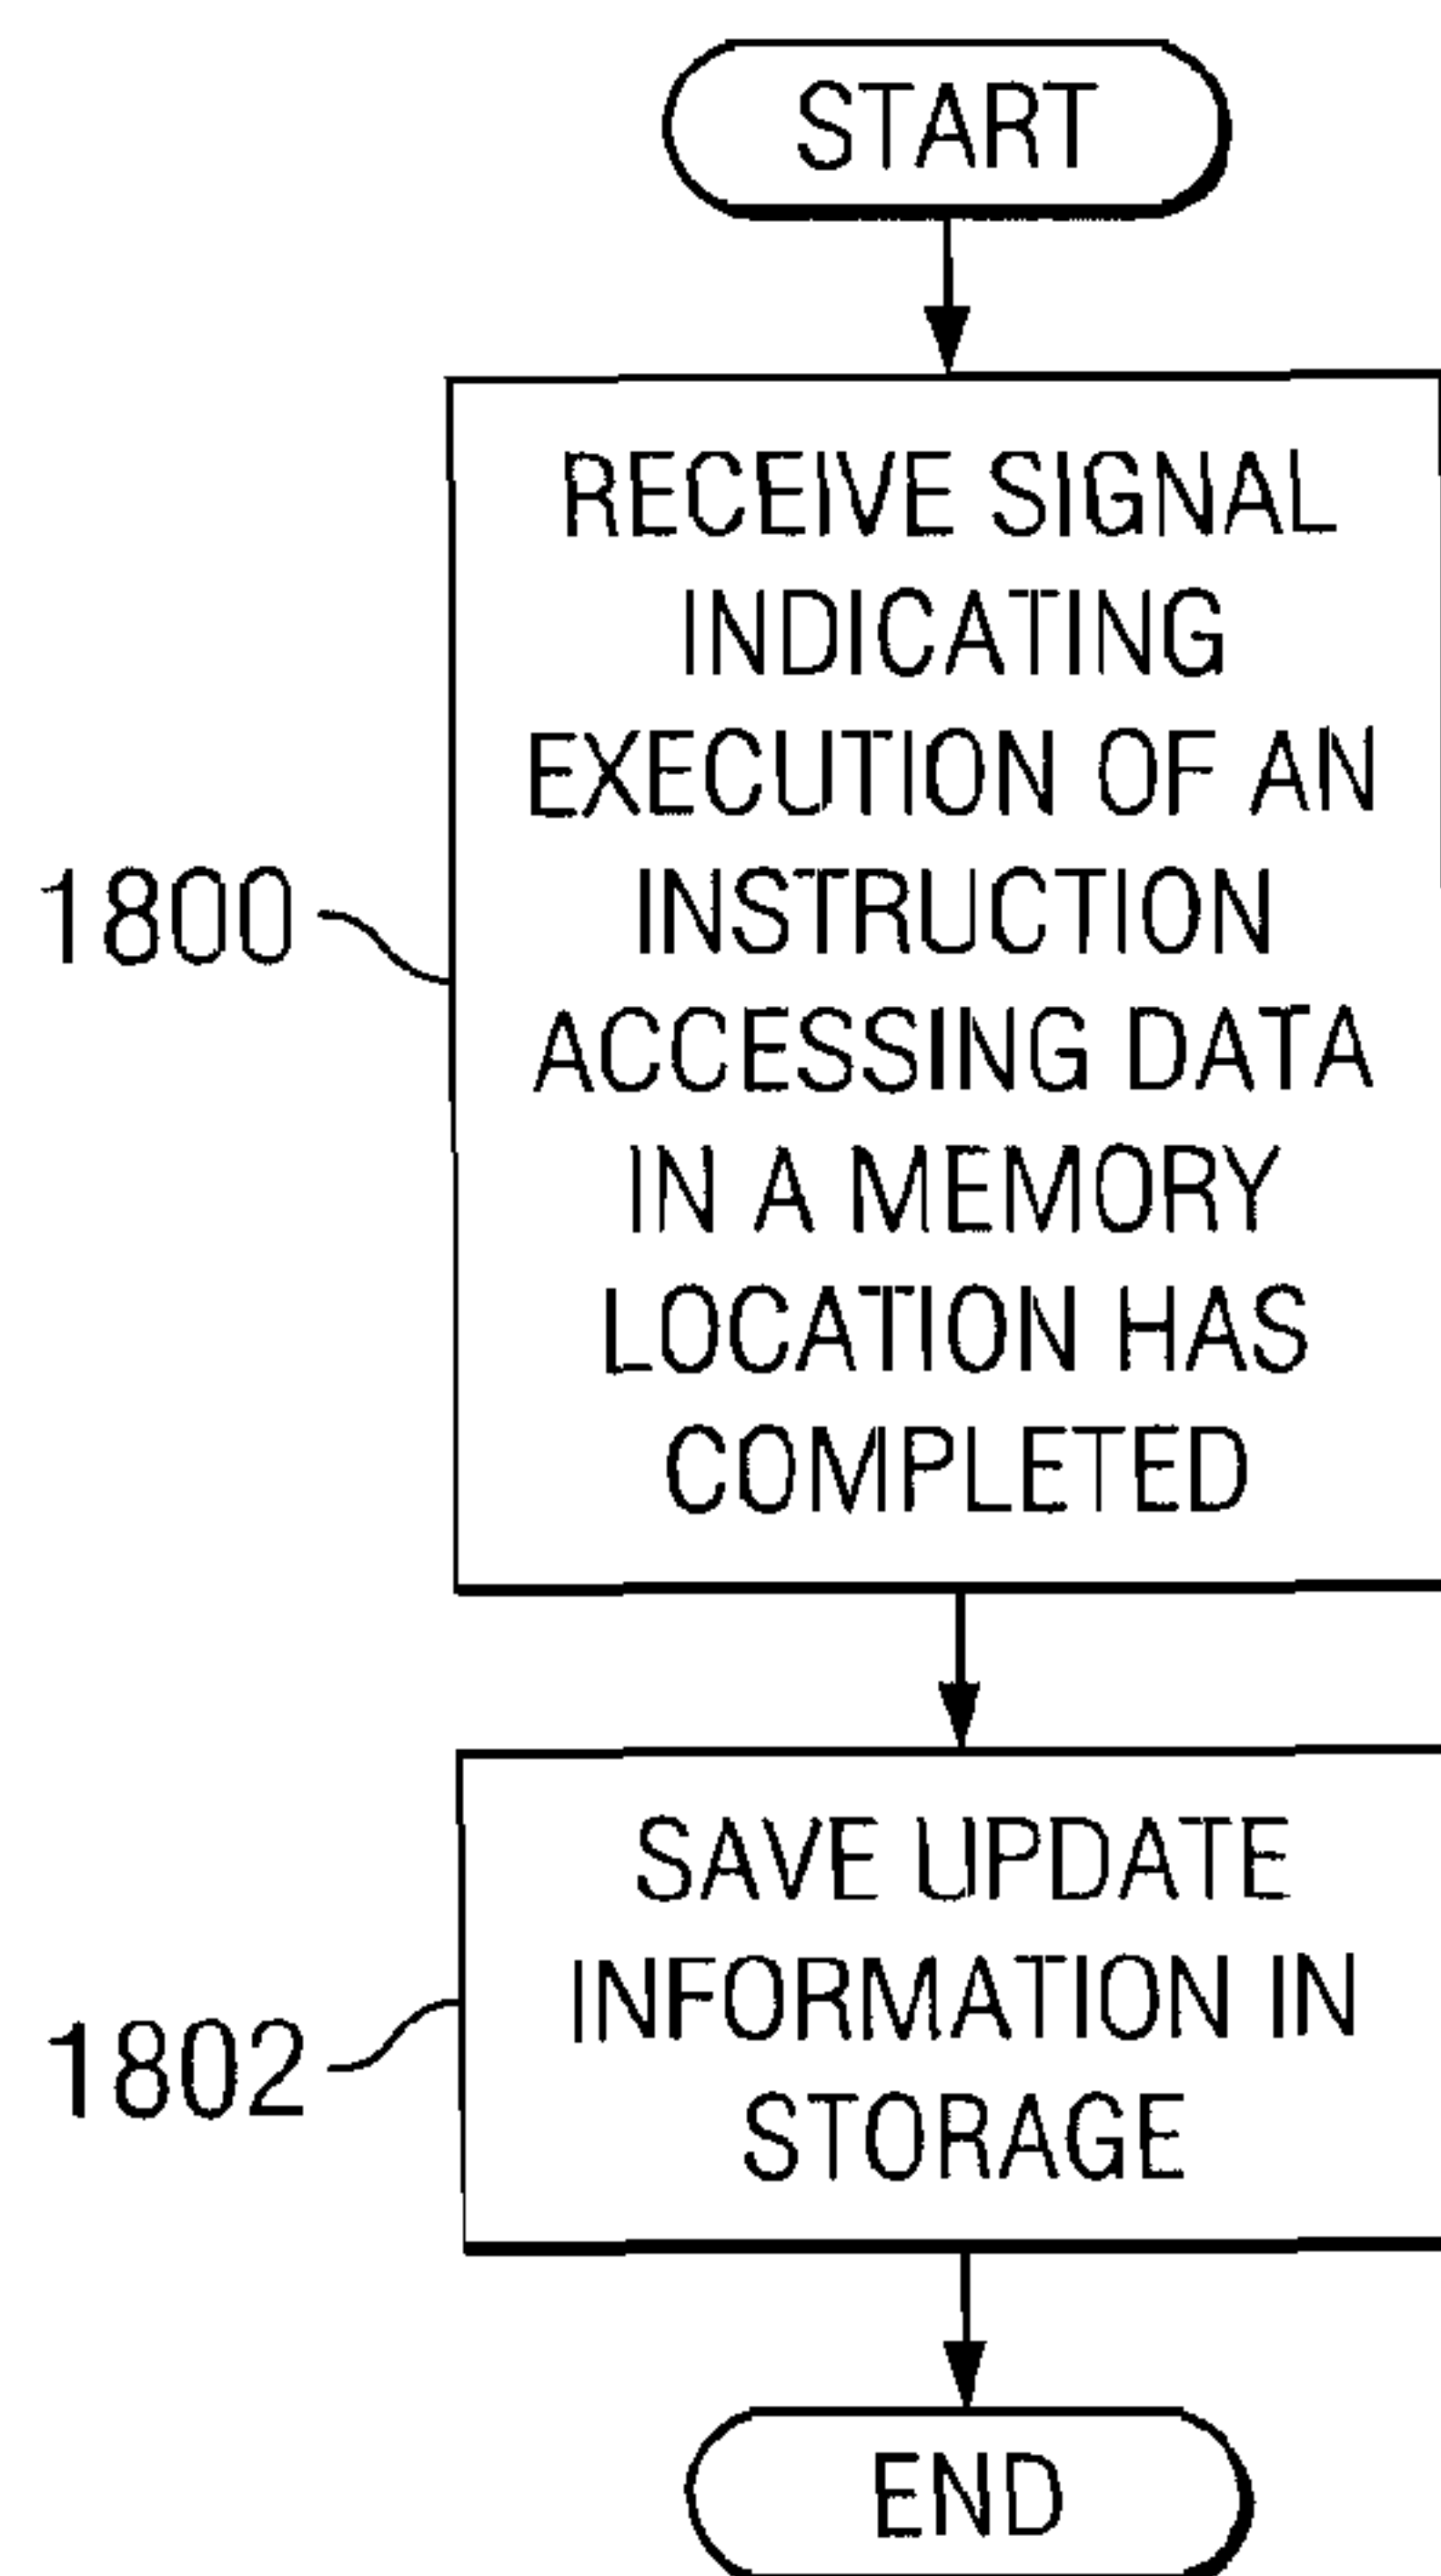 START
RECEIVE SIGNAL
INDICATING
EXECUTION OF AN
INSTRUCTION
ACCESSING DATA
IN A MEMORY
LOCATION HAS
COMPLETED
1800
SAVE UPDATE
INFORMATION IN
STORAGE
1802
END